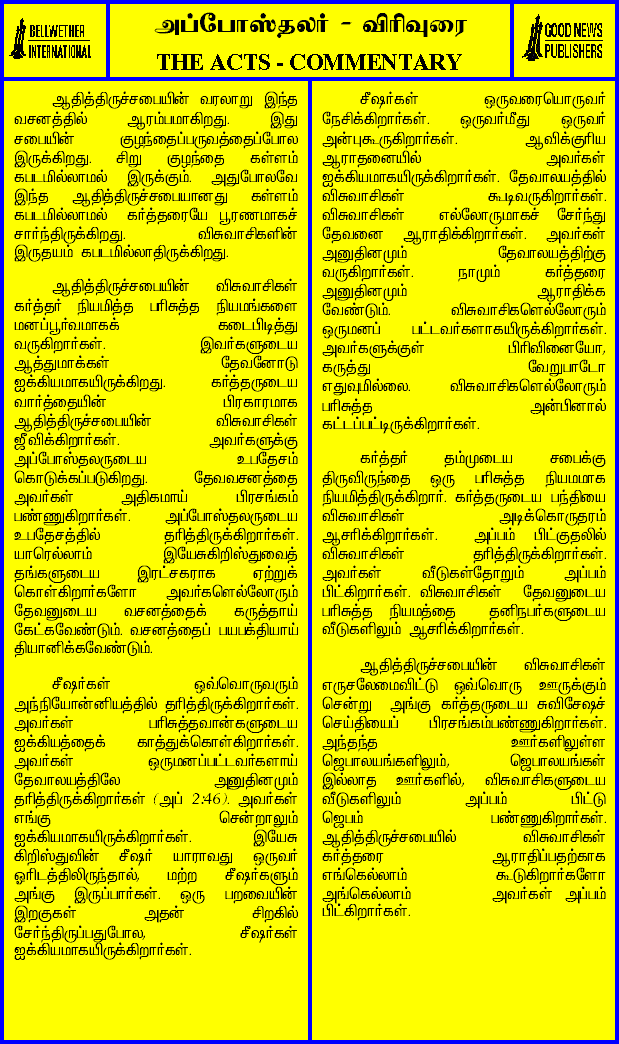 BELLWETHER
INTERNATIONAL
அப்போஸ்தலர் - விரிவுரை
THE ACTS - COMMENTARY
GOOD NEWS
PUBLISHERS
ஆதித்திருச்சபையின் வரலாறு இந்த
வசனத்தில் ஆரம்பமாகிறது. இது
சபையின் குழந்தைப்பருவத்தைப்போல
இருக்கிறது. சிறு குழந்தை கள்ளம்
கபடமில்லாமல் இருக்கும். அதுபோலவே
இந்த ஆதித்திருச்சபையானது கள்ளம்
கபடமில்லாமல் கர்த்தரையே பூரணமாகச்
சார்ந்திருக்கிறது. விசுவாசிகளின்
இருதயம் கபடமில்லாதிருக்கிறது.
ஆதித்திருச்சபையின் விசுவாசிகள்
கர்த்தர் நியமித்த பரிசுத்த நியமங்களை
மனப்பூர்வமாகக் கடைபிடித்து
வருகிறார்கள். இவர்களுடைய
ஆத்துமாக்கள் தேவனோடு
ஐக்கியமாகயிருக்கிறது. கர்த்தருடைய
வார்த்தையின் பிரகாரமாக
ஆதித்திருச்சபையின் விசுவாசிகள்
ஜீவிக்கிறார்கள். அவர்களுக்கு
அப்போஸ்தலருடைய உபதேசம்
கொடுக்கப்படுகிறது. தேவவசனத்தை
அவர்கள் அதிகமாய் பிரசங்கம்
பண்ணுகிறார்கள். அப்போஸ்தலருடைய
உபதேசத்தில் தரித்திருக்கிறார்கள்.
யாரெல்லாம் இயேசுகிறிஸ்துவைத்
தங்களுடைய இரட்சகராக ஏற்றுக்
கொள்கிறார்களோ அவர்களெல்லோரும்
தேவனுடைய வசனத்தைக் கருத்தாய்
கேட்கவேண்டும். வசனத்தைப் பயபக்தியாய்
தியானிக்கவேண்டும்.
சீஷர்கள் ஒவ்வொருவரும்
அந்நியோன்னியத்தில் தரித்திருக்கிறார்கள்.
அவர்கள் பரிசுத்தவான்களுடைய
ஐக்கியத்தைக் காத்துக்கொள்கிறார்கள்.
அவர்கள் ஒருமனப்பட்டவர்களாய்
தேவாலயத்திலே அனுதினமும்
தரித்திருக்கிறார்கள் (அப் 2:46). அவர்கள்
எங்கு சென்றாலும்
ஐக்கியமாகயிருக்கிறார்கள். இயேசு
கிறிஸ்துவின் சீஷர் யாராவது ஒருவர்
ஓரிடத்திலிருந்தால், மற்ற சீஷர்களும்
அங்கு இருப்பார்கள். ஒரு பறவையின்
இறகுகள் அதன் சிறகில்
சேர்ந்திருப்பதுபோல, சீஷர்கள்
ஐக்கியமாகயிருக்கிறார்கள்.
சீஷர்கள் ஒருவரையொருவர்
நேசிக்கிறார்கள். ஒருவர்மீது ஒருவர்
அன்புகூருகிறார்கள். ஆவிக்குரிய
ஆராதனையில் அவர்கள்
ஐக்கியமாகயிருக்கிறார்கள். தேவாலயத்தில்
விசுவாசிகள் கூடிவருகிறார்கள்.
விசுவாசிகள் எல்லோருமாகச் சேர்ந்து
தேவனை ஆராதிக்கிறார்கள். அவர்கள்
அனுதினமும் தேவாலயத்திற்கு
வருகிறார்கள். நாமும் கர்த்தரை
அனுதினமும் ஆராதிக்க
வேண்டும். விசுவாசிகளெல்லோரும்
ஒருமனப் பட்டவர்களாகயிருக்கிறார்கள்.
அவர்களுக்குள் பிரிவினையோ,
கருத்து வேறுபாடோ
எதுவுமில்லை. விசுவாசிகளெல்லோரும்
பரிசுத்த அன்பினால்
கட்டப்பட்டிருக்கிறார்கள்.
கர்த்தர் தம்முடைய சபைக்கு
திருவிருந்தை ஒரு பரிசுத்த நியமமாக
நியமித்திருக்கிறார். கர்த்தருடைய பந்தியை
விசுவாசிகள் அடிக்கொருதரம்
ஆசரிக்கிறார்கள். அப்பம் பிட்குதலில்
விசுவாசிகள் தரித்திருக்கிறார்கள்.
அவர்கள் வீடுகள்தோறும் அப்பம்
பிட்கிறார்கள். விசுவாசிகள் தேவனுடைய
பரிசுத்த நியமத்தை தனிநபர்களுடைய
வீடுகளிலும் ஆசரிக்கிறார்கள்.
ஆதித்திருச்சபையின் விசுவாசிகள்
எருசலேமைவிட்டு ஒவ்வொரு ஊருக்கும்
சென்று அங்கு கர்த்தருடைய சுவிசேஷச்
செய்தியைப் பிரசங்கம்பண்ணுகிறார்கள்.
அந்தந்த ஊர்களிலுள்ள
ஜெபாலயங்களிலும், ஜெபாலயங்கள்
இல்லாத ஊர்களில், விசுவாசிகளுடைய
வீடுகளிலும் அப்பம் பிட்டு
ஜெபம் பண்ணுகிறார்கள்.
ஆதித்திருச்சபையில் விசுவாசிகள்
கர்த்தரை ஆராதிப்பதற்காக
எங்கெல்லாம் கூடுகிறார்களோ
அங்கெல்லாம் அவர்கள் அப்பம்
பிட்கிறார்கள்.